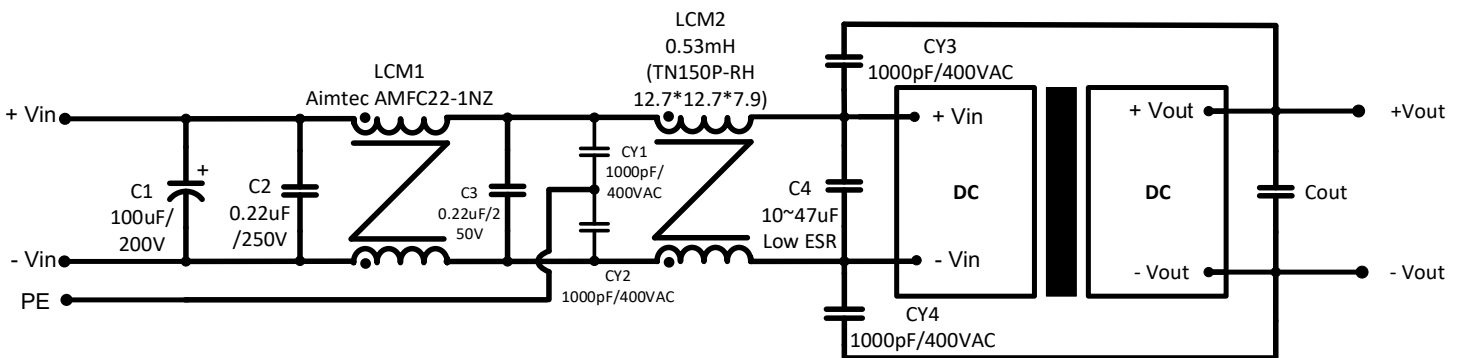 LCM2
0.53mH
(TN150P-RH
12.7*12.7*7.9)
CY3
1000pF/400VAC
LCM1
Aimtec AMFC22-1NZ
+ Vin
+
C1
100uF/
200V
C2
0.22uF
/250V
C3
0.22uF/2
50V
CY1
1000pF/
400VAC
C4
10~47uF
Low ESR
+ Vin
DC
- Vin
+ Vout
DC
- Vout
Cout
+Vout
- Vout
- Vin
PE
CY2
1000pF/400VAC
CY4
1000pF/400VAC